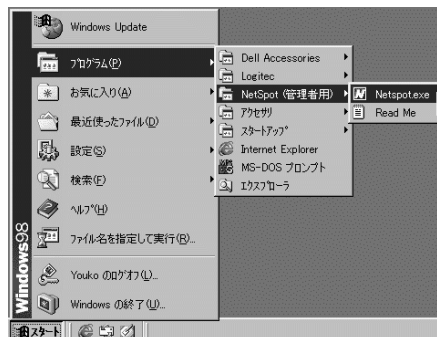 Windows Update
プログラム(P)
お気に入り(A)
最近使ったファイル(D)
設定(S)
検索(F)
ヘルプ(H)
ファイル名を指定して実行(R)...
Youko のログオフ(L)...
Windows の終了(U)...
Windows98
Dell Accessories
Logitec
NetSpot (管理者用)
アクセサリ
スタートアップ
Internet Explorer
MS-DOS プロンプト
エクスプローラ
Netspot.exe
Read Me
スタート